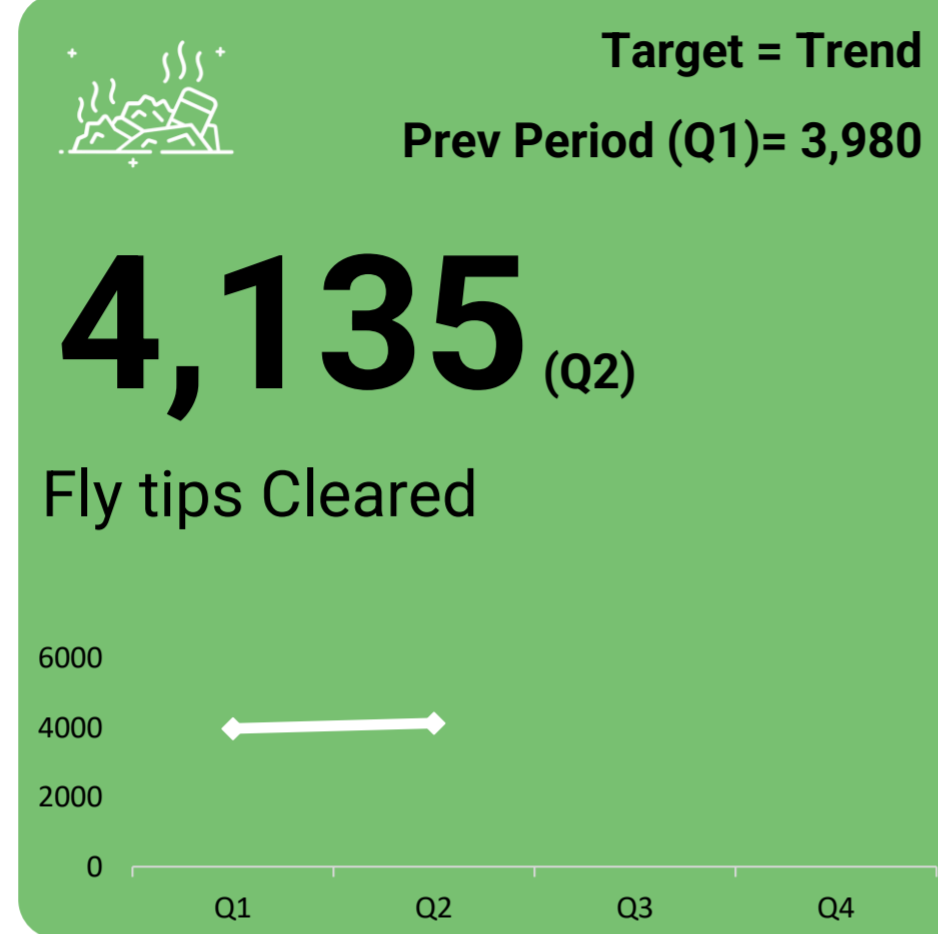 Target = Trend
Prev Period (Q1)= 3,980
4,135 (Q2)
Fly tips Cleared
6000
4000
2000
0
Q1 Q2 Q3 Q4